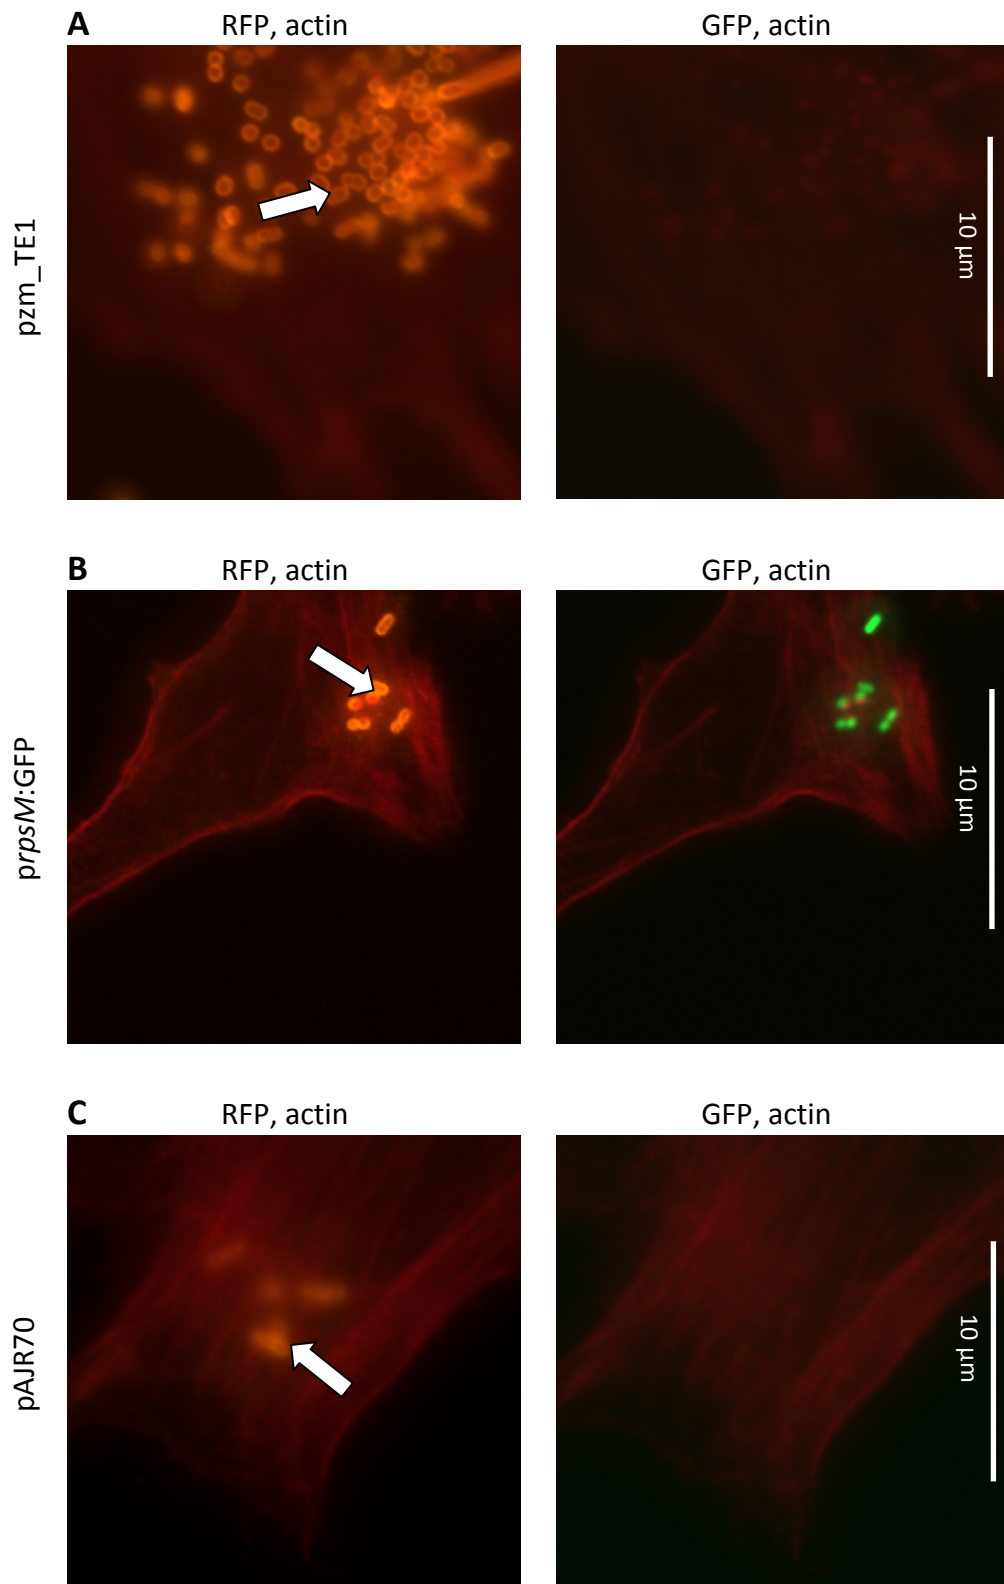 A
RFP, actin
GFP, actin
pzm_TE1
10 µm
B
RFP, actin
GFP, actin
prpsM:GFP
10 µm
C
RFP, actin
GFP, actin
pAJR70
10 µm